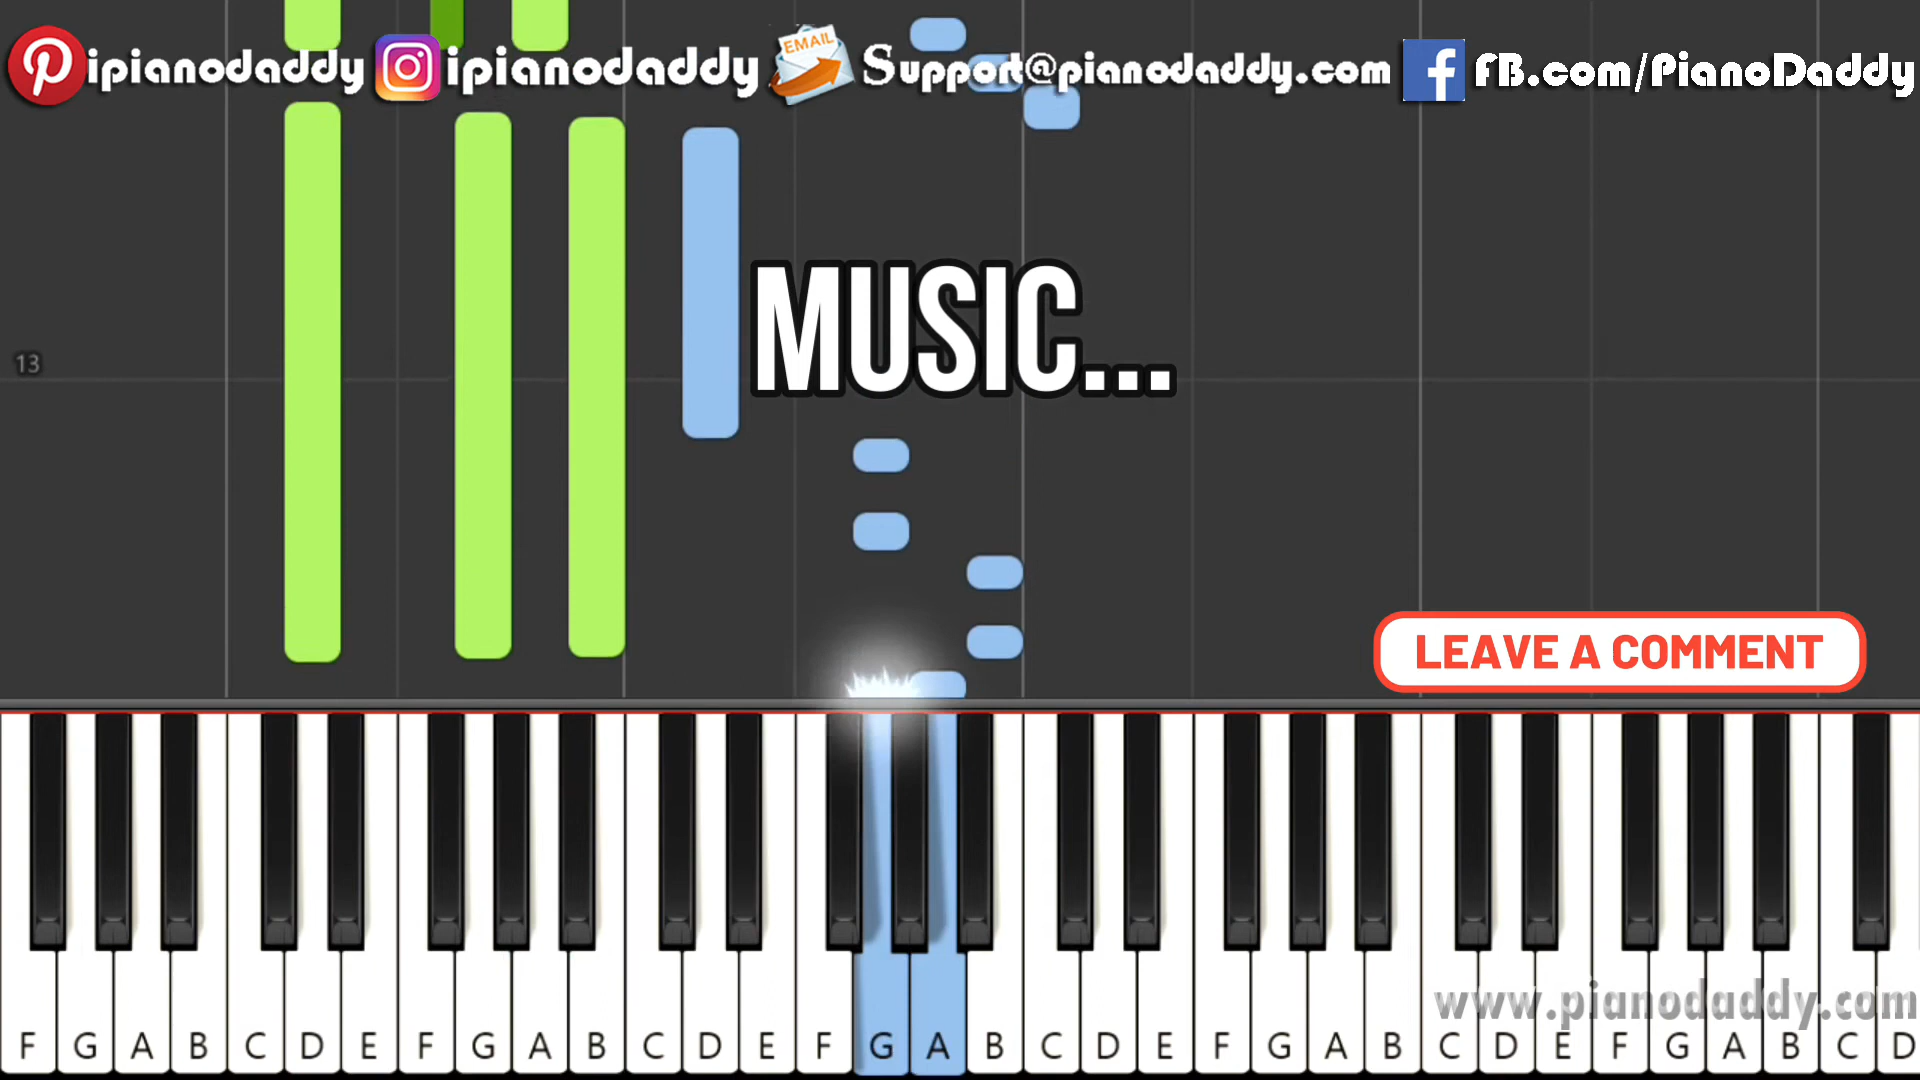 ipianodaddy ipianodaddy EMAIL Support@pianodaddy.com FB.com/PianoDaddy
MUSIC...
13
LEAVE A COMMENT
www.pianodaddy.com
F G A B C D E F G A B C D E F G A B C D E F G A B C D E F G A B C D